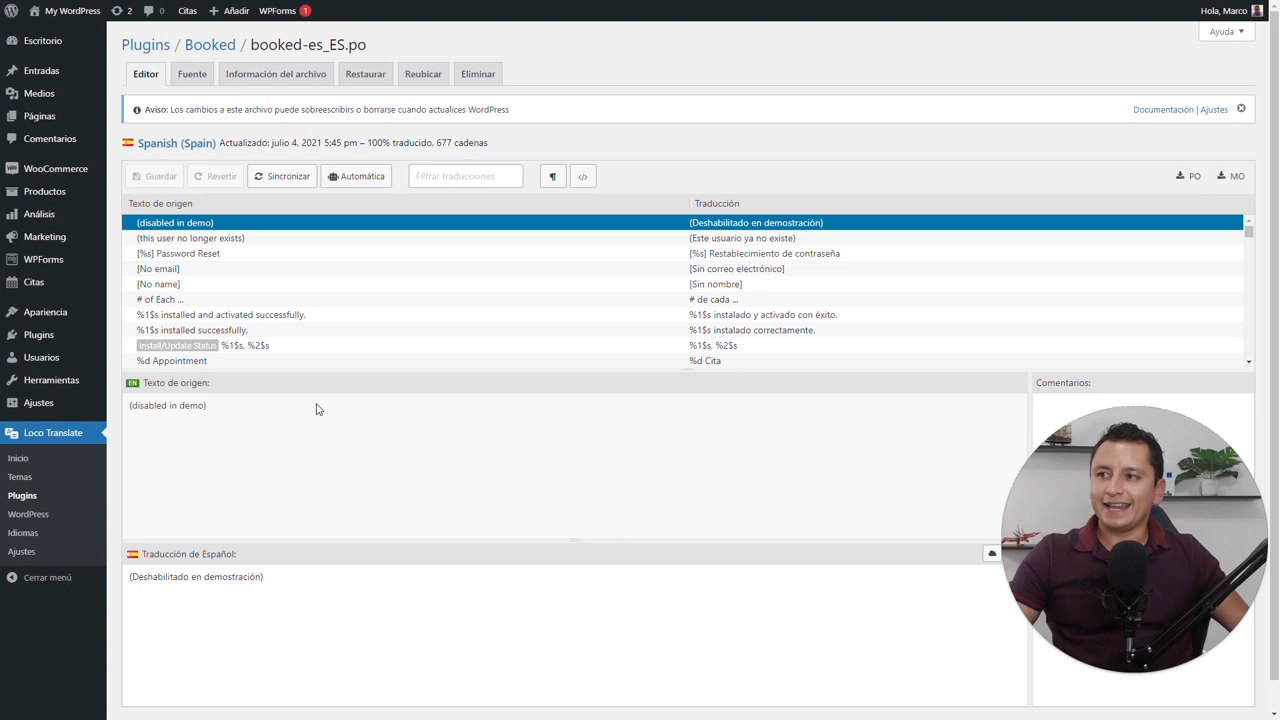 My WordPress 2 0 Citas + Añadir WPForms 1 Hola, Marco
Escritorio
Entradas
Medios
Páginas
Comentarios
WooCommerce
Productos
Análisis
Marketing
WPForms
Citas
Apariencia
Plugins
Usuarios
Herramientas
Ajustes
Loco Translate
Inicio
Temas
Plugins
WordPress
Idiomas
Ajustes
Cerrar menú
Ayuda ▼
Plugins / Booked / booked-es_ES.po
Editor Fuente Información del archivo Restaurar Reubicar Eliminar
Aviso: Los cambios a este archivo puede sobreescribirs o borrarse cuando actualices WordPress Documentación | Ajustes
Spanish (Spain) Actualizado: julio 4, 2021 5:45 pm – 100% traducido, 677 cadenas
Guardar Revertir Sincronizar Automática Filtrar traducciones ¶ </> PO MO
Texto de origen Traducción
(disabled in demo) (Deshabilitado en demostración)
(this user no longer exists) (Este usuario ya no existe)
[%s] Password Reset [%s] Restablecimiento de contraseña
[No email] [Sin correo electrónico]
[No name] [Sin nombre]
# of Each ... # de cada ...
%1$s installed and activated successfully. %1$s instalado y activado con éxito.
%1$s installed successfully. %1$s instalado correctamente.
Install/Update Status %1$s, %2$s %1$s, %2$s
%d Appointment %d Cita
EN Texto de origen: Comentarios:
(disabled in demo)
Traducción de Español:
(Deshabilitado en demostración)